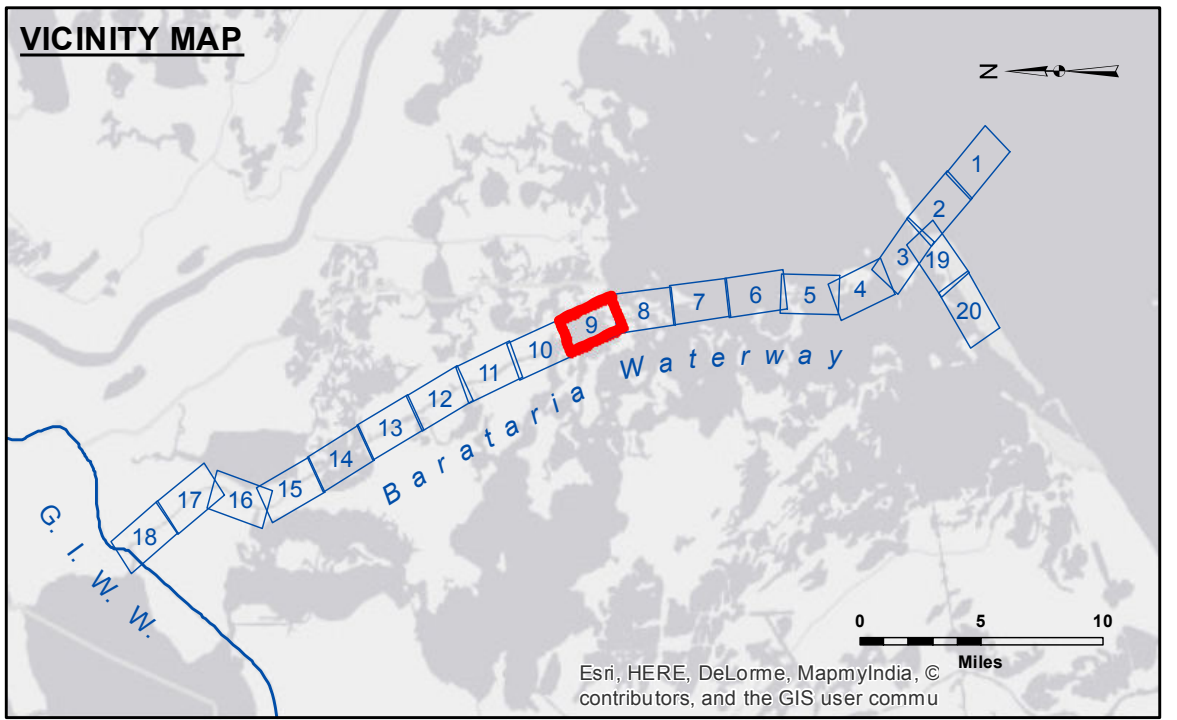 VICINITY MAP
N
1
2
3
19
4
20
5
6
7
8
9
10
11
12
13
14
15
16
17
18
Barataria Waterway
G. I. W. W.
0 5 10
Miles
Esri, HERE, DeLorme, MapmyIndia, ©
contributors, and the GIS user commu